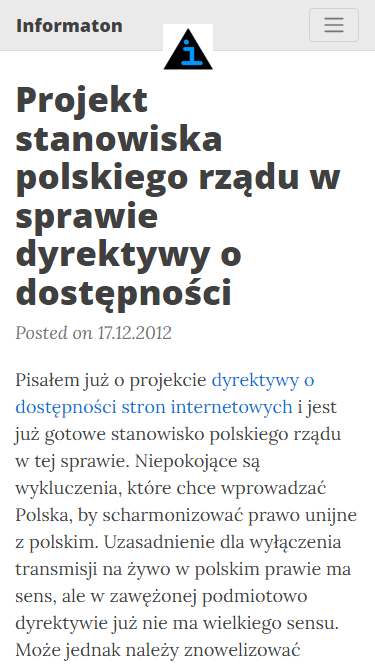 Informaton
i
Projekt
stanowiska
polskiego rządu w
sprawie
dyrektywy o
dostępności
Posted on 17.12.2012
Pisałem już o projekcie dyrektywy o
dostępności stron internetowych i jest
już gotowe stanowisko polskiego rządu
w tej sprawie. Niepokojące są
wykluczenia, które chce wprowadzać
Polska, by scharmonizować prawo unijne
z polskim. Uzasadnienie dla wyłączenia
transmisji na żywo w polskim prawie ma
sens, ale w zawężonej podmiotowo
dyrektywie już nie ma wielkiego sensu.
Może jednak należy znowelizować